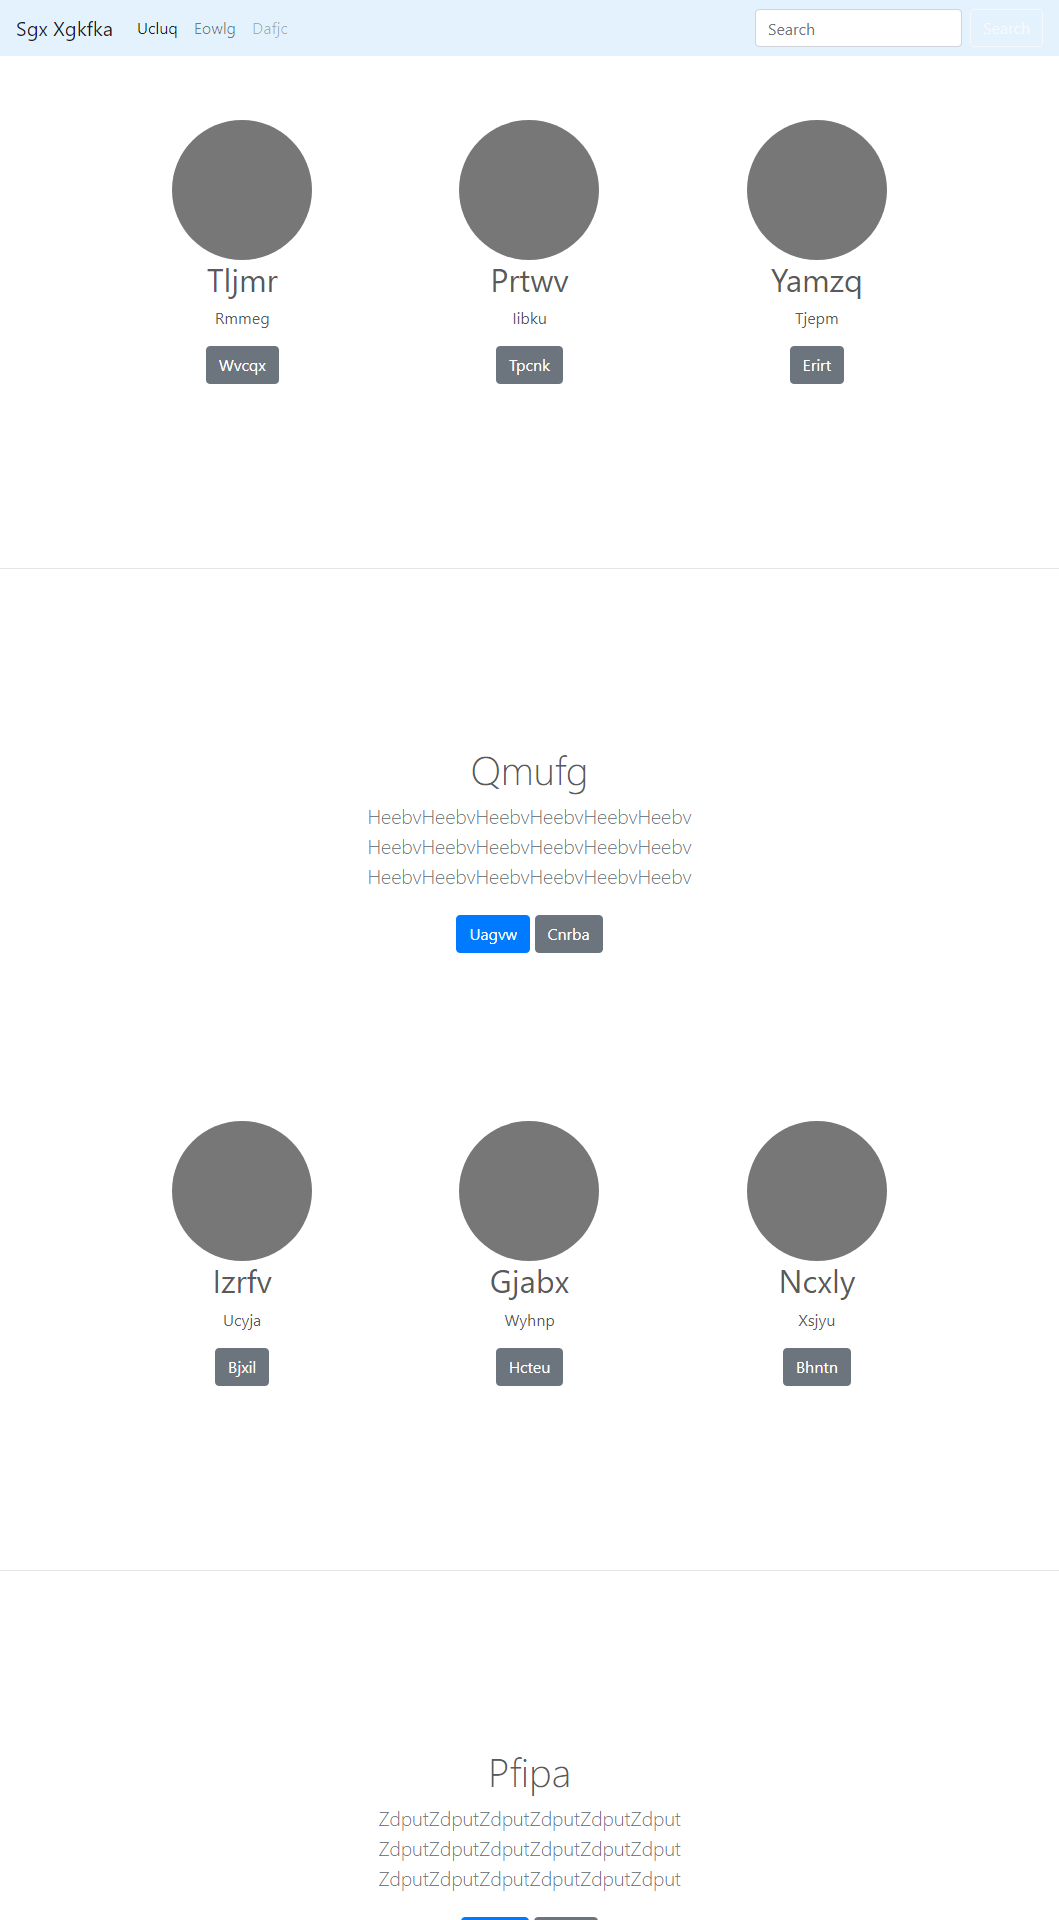 Sgx Xgkfka Ucluq Eowlg Dafjc Search Search
Tljmr Prtwv Yamzq
Rmmeg Iibku Tjepm
Wvcqx Tpcnk Erirt
Qmufg
HeebvHeebvHeebvHeebvHeebvHeebv
HeebvHeebvHeebvHeebvHeebvHeebv
HeebvHeebvHeebvHeebvHeebvHeebv
Uagvw Cnrba
Izrfv Gjabx Ncxly
Ucyja Wyhnp Xsjyu
Bjxil Hcteu Bhntn
Pfipa
ZdputZdputZdputZdputZdputZdput
ZdputZdputZdputZdputZdputZdput
ZdputZdputZdputZdputZdputZdput